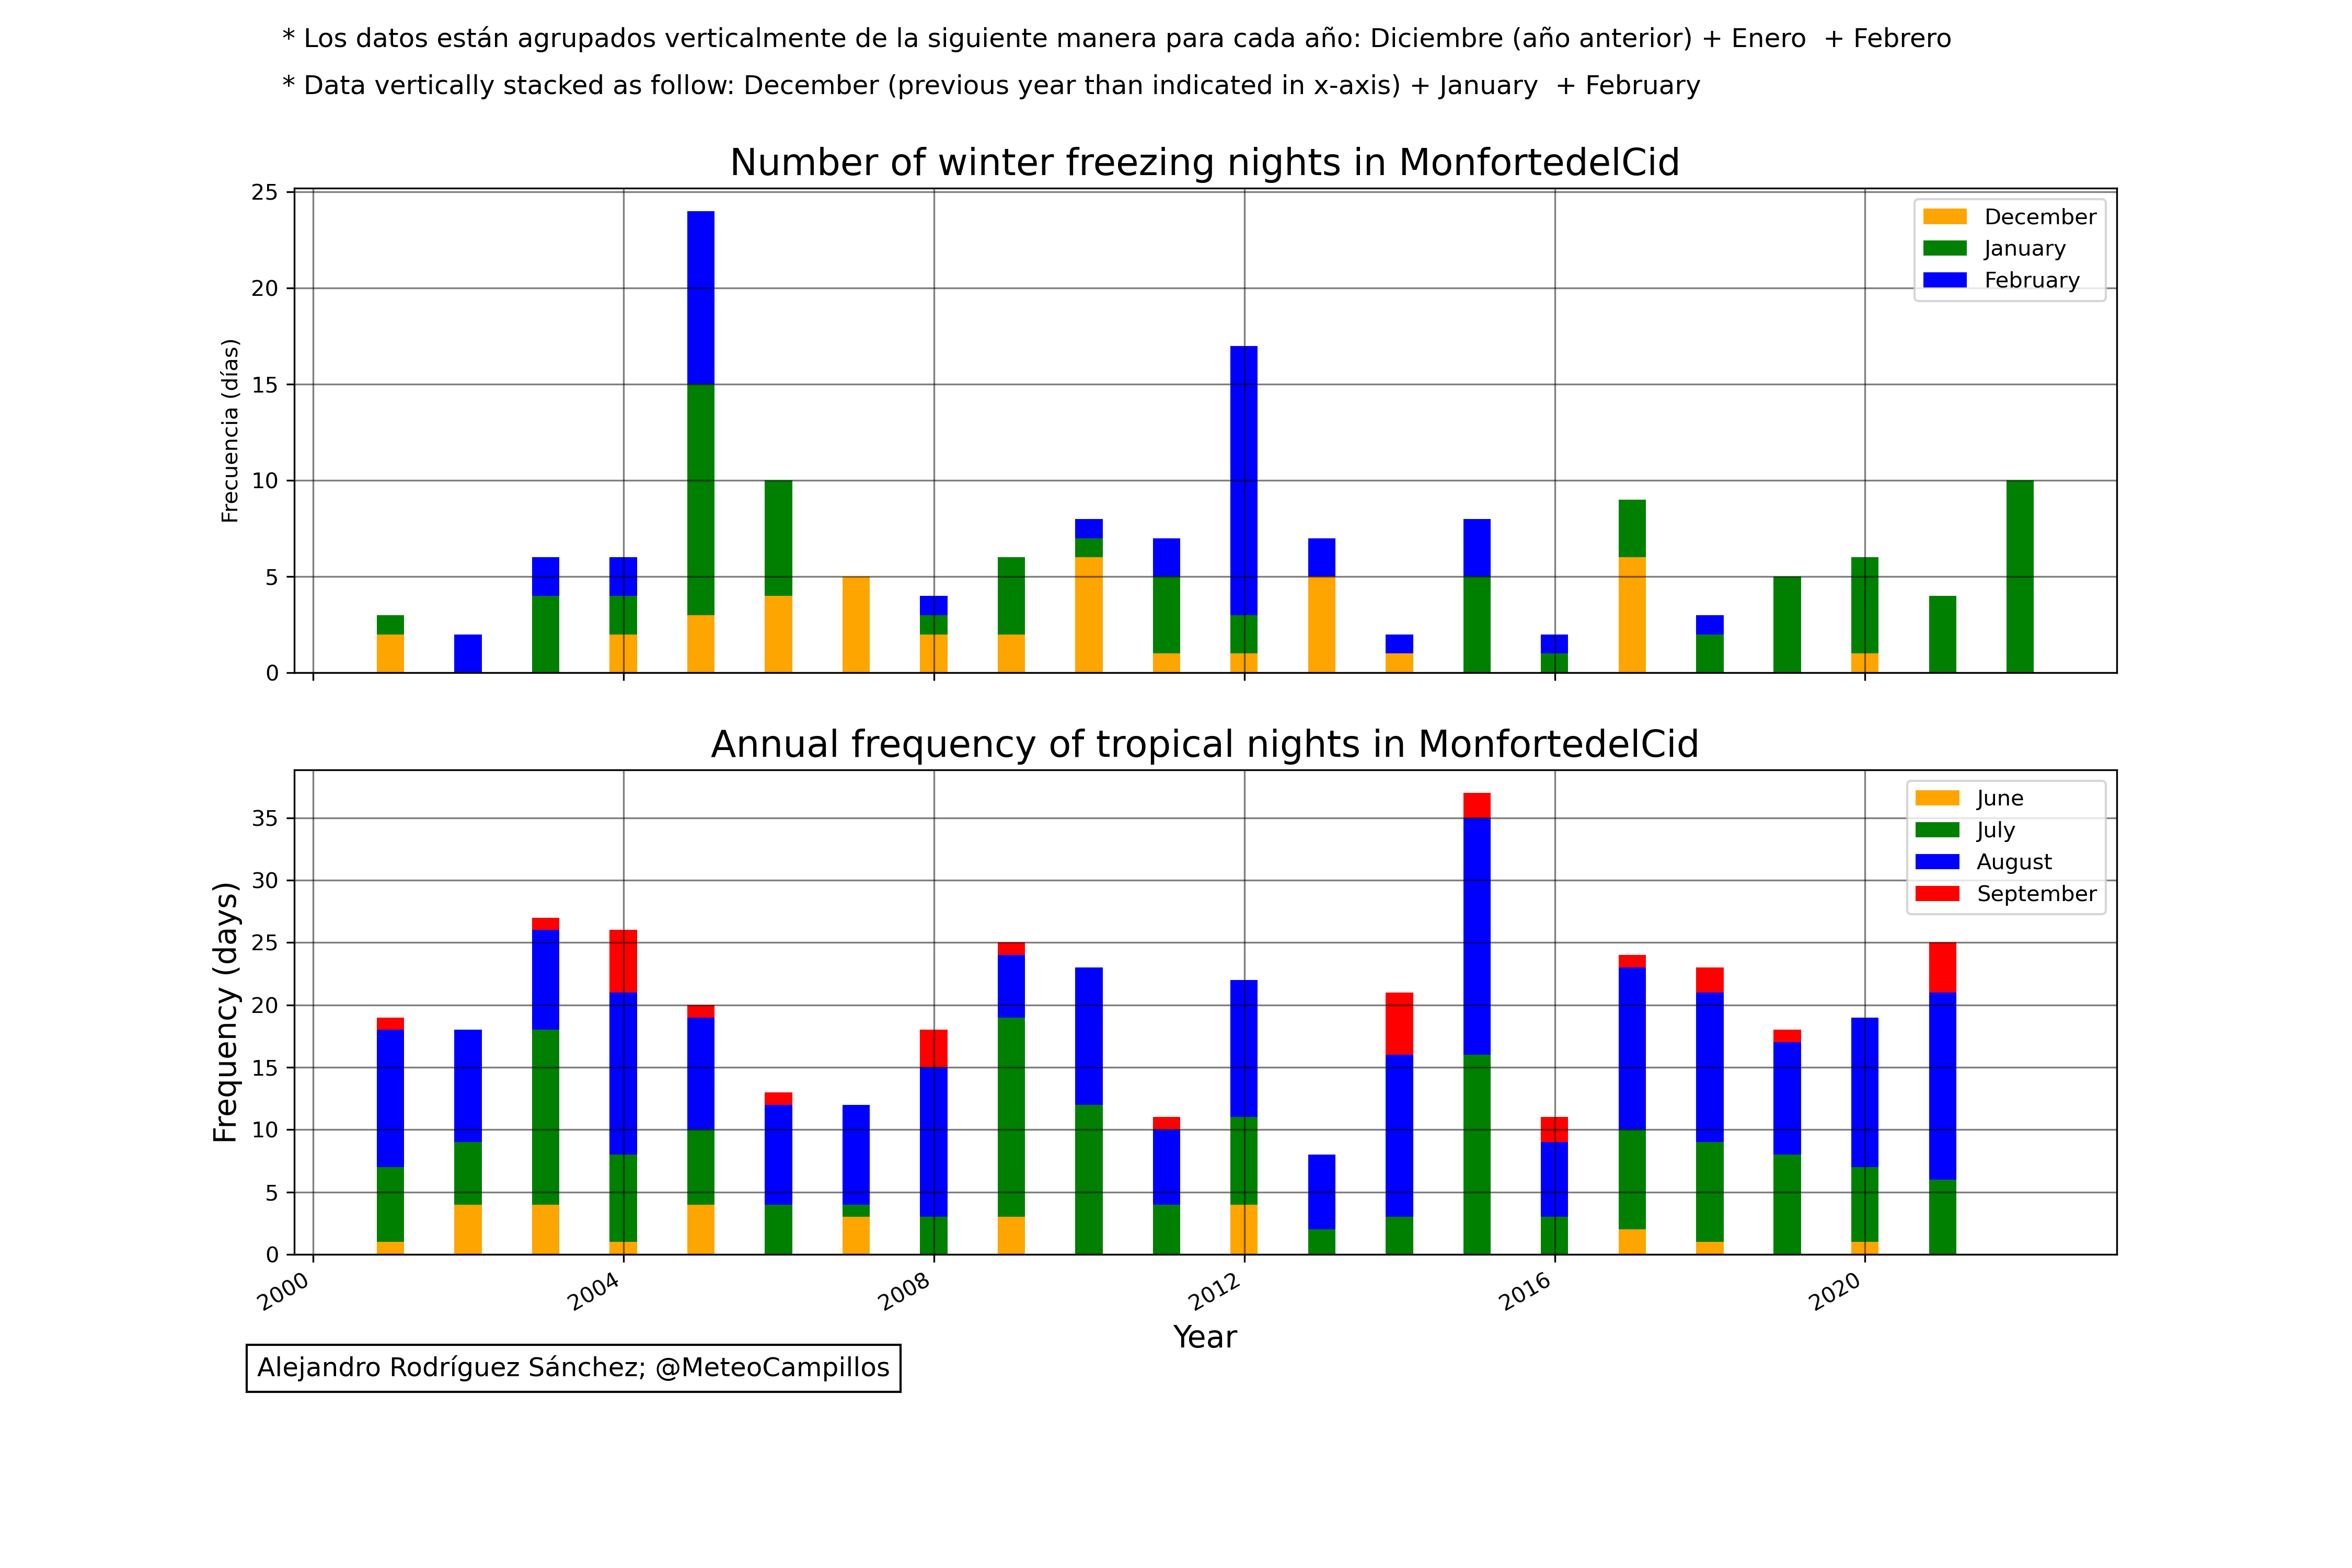 * Los datos están agrupados verticalmente de la siguiente manera para cada año: Diciembre (año anterior) + Enero  + Febrero
* Data vertically stacked as follow: December (previous year than indicated in x-axis) + January  + February
Number of winter freezing nights in MonfortedelCid
Frecuencia (días)
25
20
15
10
5
0
December
January
February
Annual frequency of tropical nights in MonfortedelCid
Frequency (days)
35
30
25
20
15
10
5
0
June
July
August
September
2000
2004
2008
2012
2016
2020
Year
Alejandro Rodríguez Sánchez; @MeteoCampillos